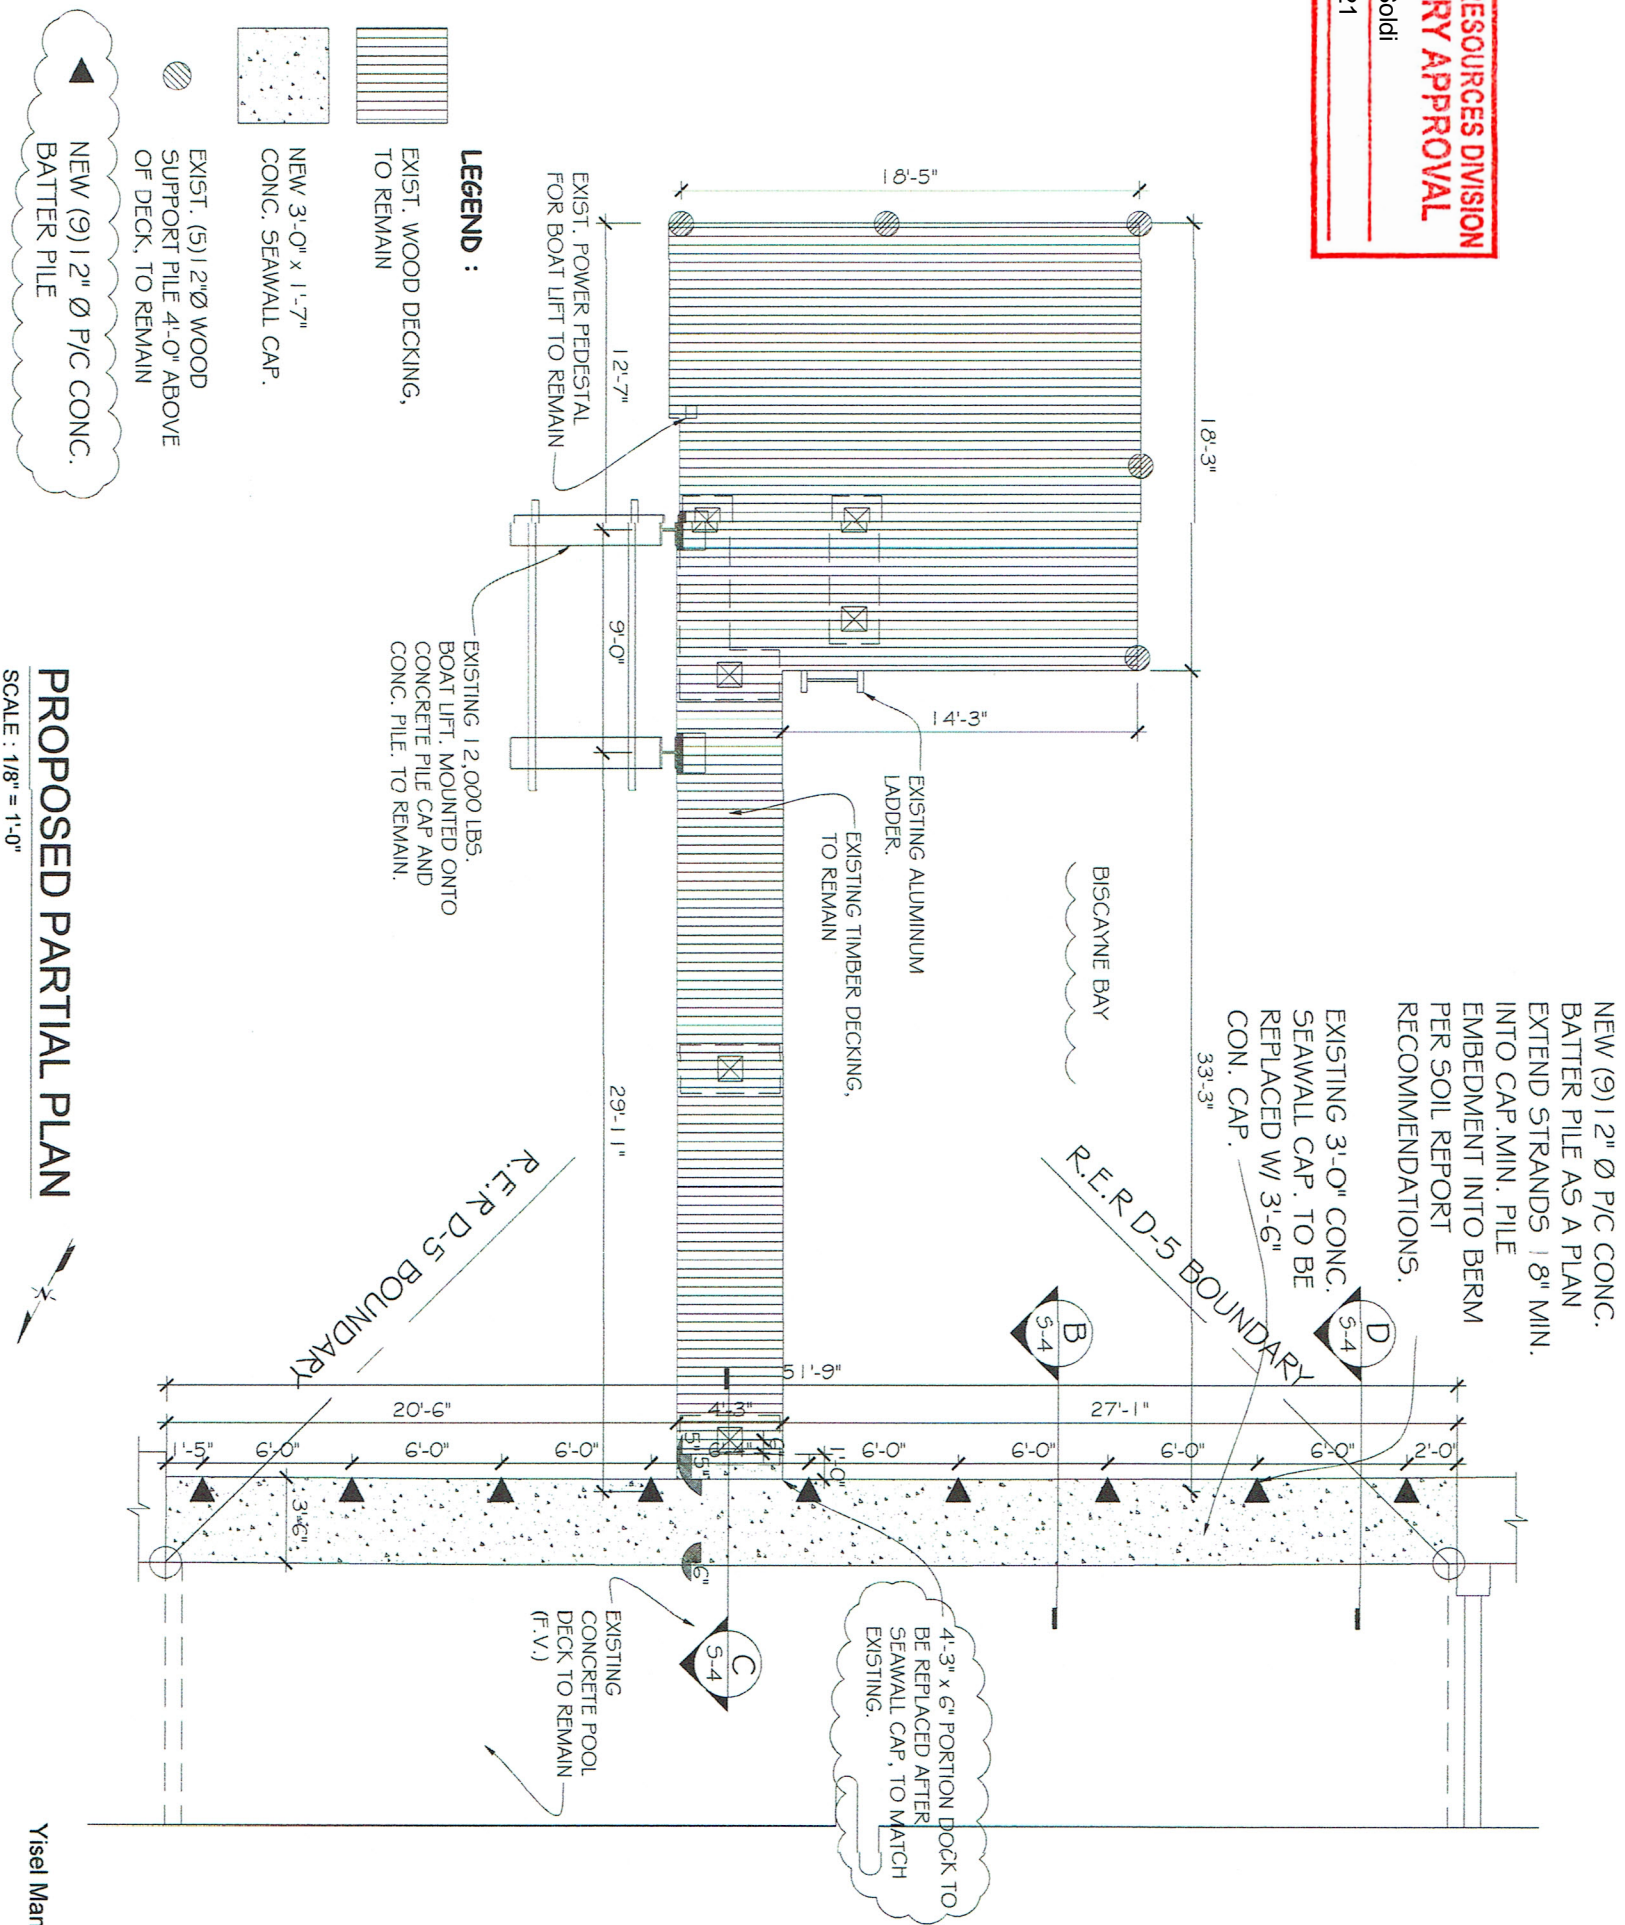 RESOURCES DIVISION
RY APPROVAL
Soldi
21
NEW (9)12" Ø P/C CONC.
BATTER PILE AS A PLAN
EXTEND STRANDS 18" MIN.
INTO CAP.MIN. PILE
EMBEDMENT INTO BERM
PER SOIL REPORT
RECOMMENDATIONS.
EXISTING 3'-0" CONC.
SEAWALL CAP. TO BE
REPLACED W/ 3'-6"
CON. CAP.
D
S-4
B
S-4
C
S-4
R.E.R D-5 BOUNDARY
R.E.R D-5 BOUNDARY
BISCAYNE BAY
18'-3"
33'-3"
18'-5"
14'-3"
12'-7"
9'-0"
29'-11"
51'-9"
20'-6"
4'-3"
27'-1"
1'-5"
6'-0"
6'-0"
6'-0"
6'-0"
6'-0"
6'-0"
6'-0"
2'-0"
1'-0"
5"
5"
6"
3'-6"
EXISTING ALUMINUM
LADDER.
EXISTING TIMBER DECKING,
TO REMAIN
EXIST. POWER PEDESTAL
FOR BOAT LIFT TO REMAIN
EXISTING 12,000 LBS.
BOAT LIFT. MOUNTED ONTO
CONCRETE PILE CAP AND
CONC. PILE. TO REMAIN.
4'-3" x 6" PORTION DOCK TO
BE REPLACED AFTER
SEAWALL CAP, TO MATCH
EXISTING.
EXISTING
CONCRETE POOL
DECK TO REMAIN
(F.V.)
LEGEND :
EXIST. WOOD DECKING,
TO REMAIN
NEW 3'-0" x 1'-7"
CONC. SEAWALL CAP.
EXIST. (5)12"Ø WOOD
SUPPORT PILE 4'-0" ABOVE
OF DECK, TO REMAIN
NEW (9)12" Ø P/C CONC.
BATTER PILE
PROPOSED PARTIAL PLAN
SCALE : 1/8" = 1'-0"
N
Yisel Mar